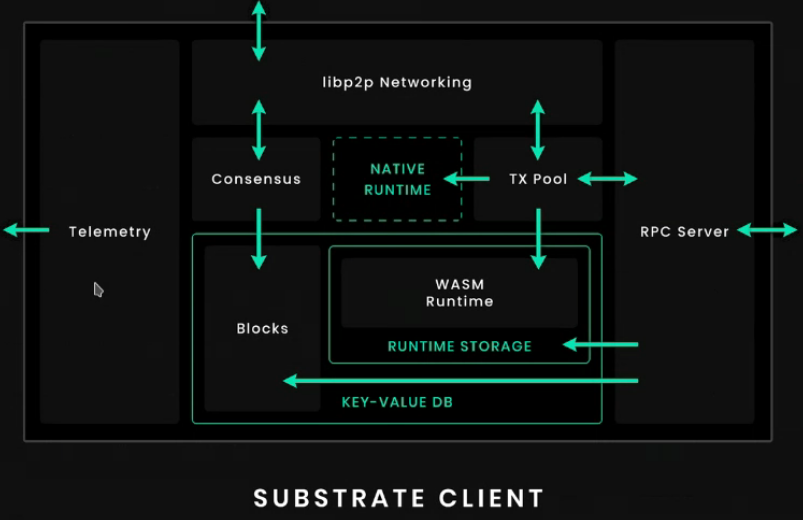 libp2p Networking
Consensus
NATIVE
RUNTIME
TX Pool
Telemetry
RPC Server
WASM
Runtime
Blocks
RUNTIME STORAGE
KEY-VALUE DB
SUBSTRATE CLIENT